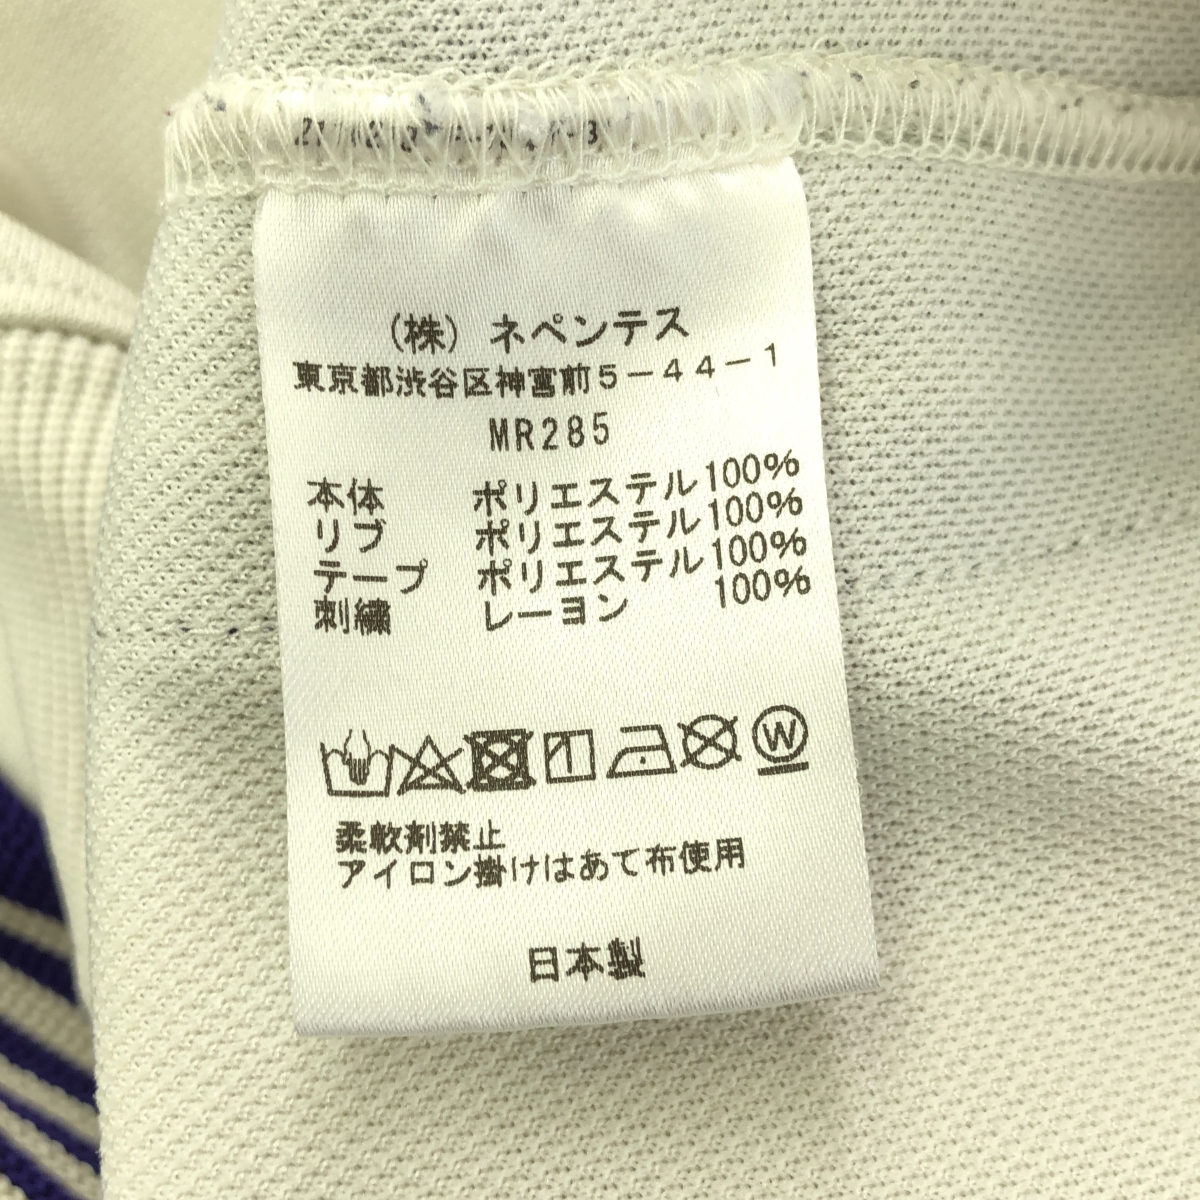 (株) ネペンテス
東京都渋谷区神宮前5-44-1
MR285
本体 ポリエステル100%
リブ ポリエステル100%
テープ ポリエステル100%
刺繍 レーヨン 100%
柔軟剤禁止
アイロン掛けはあて布使用
日本製